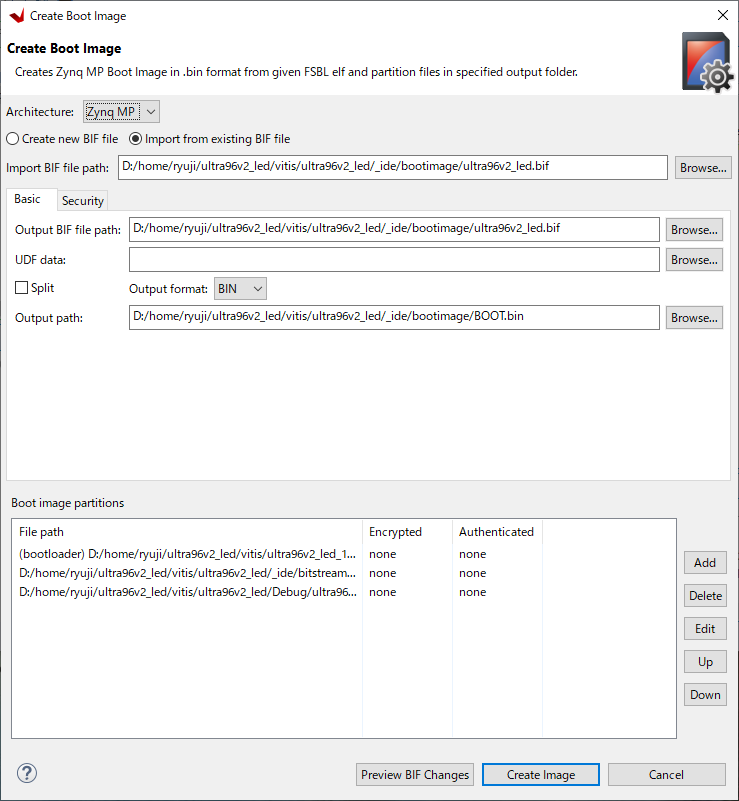 Create Boot Image
Create Boot Image
Creates Zynq MP Boot Image in .bin format from given FSBL elf and partition files in specified output folder.
Architecture: Zynq MP
Create new BIF file Import from existing BIF file
Import BIF file path: D:/home/ryuji/ultra96v2_led/vitis/ultra96v2_led/_ide/bootimage/ultra96v2_led.bif Browse...
Basic Security
Output BIF file path: D:/home/ryuji/ultra96v2_led/vitis/ultra96v2_led/_ide/bootimage/ultra96v2_led.bif Browse...
UDF data: Browse...
Split Output format: BIN
Output path: D:/home/ryuji/ultra96v2_led/vitis/ultra96v2_led/_ide/bootimage/BOOT.bin Browse...
Boot image partitions
File path Encrypted Authenticated
(bootloader) D:/home/ryuji/ultra96v2_led/vitis/ultra96v2_led_1... none none
D:/home/ryuji/ultra96v2_led/vitis/ultra96v2_led/_ide/bitstream... none none
D:/home/ryuji/ultra96v2_led/vitis/ultra96v2_led/Debug/ultra96... none none
Add
Delete
Edit
Up
Down
? Preview BIF Changes Create Image Cancel